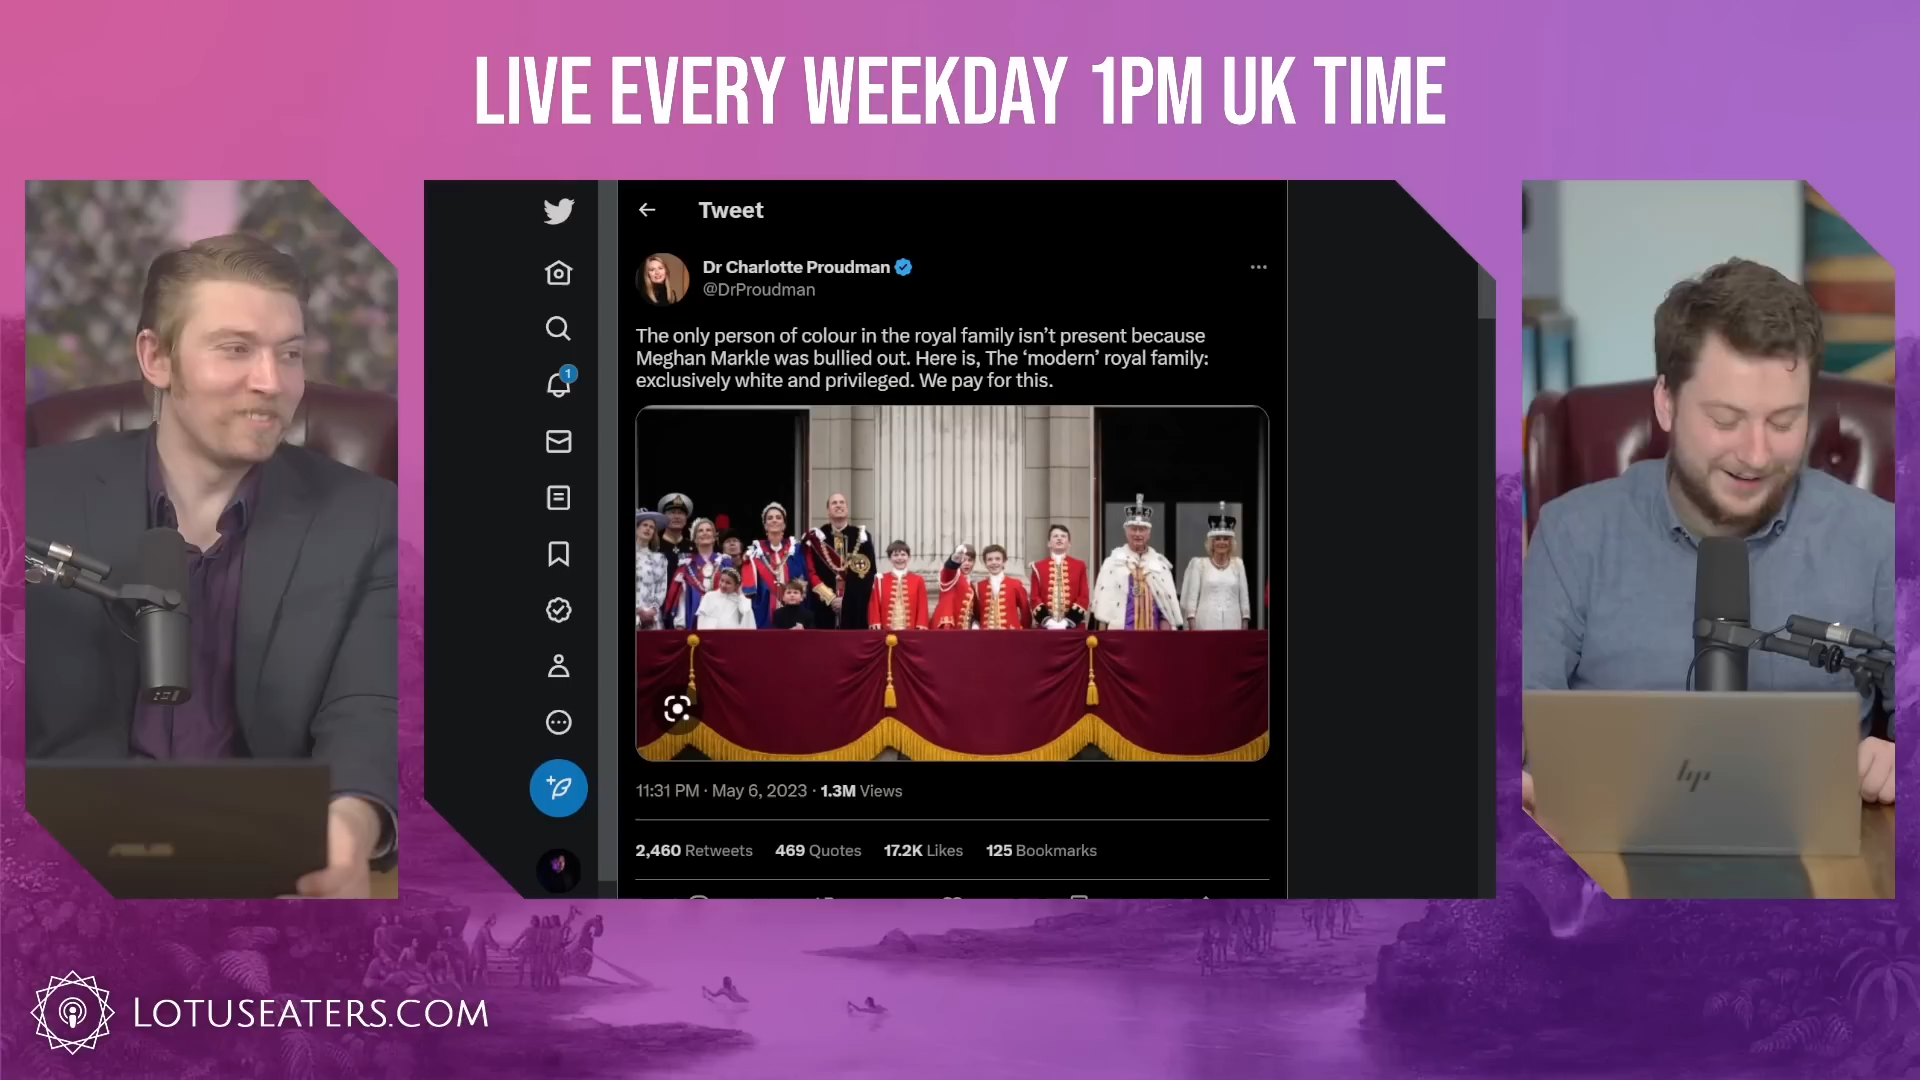 LIVE EVERY WEEKDAY 1PM UK TIME
Tweet
Dr Charlotte Proudman
@DrProudman
1
The only person of colour in the royal family isn’t present because
Meghan Markle was bullied out. Here is, The ‘modern’ royal family:
exclusively white and privileged. We pay for this.
11:31 PM · May 6, 2023 · 1.3M Views
2,460 Retweets 469 Quotes 17.2K Likes 125 Bookmarks
ASUS
hp
LOTUSEATERS.COM